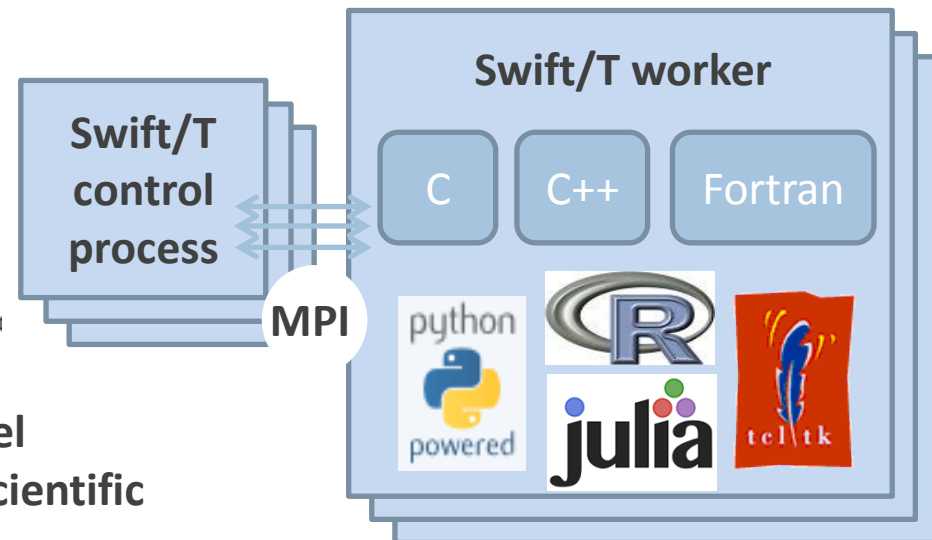 Swift/T worker
Swift/T
control
process
C
C++
Fortran
MPI
python
powered
R
julia
tcl\tk
el
cientific